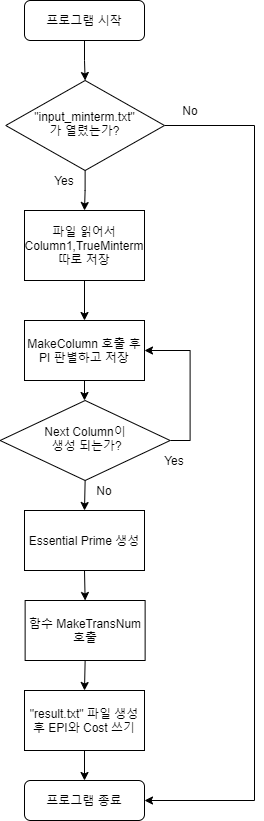 프로그램 시작
"input_minterm.txt"
가 열렸는가?
No
Yes
파일 읽어서
Column1,TrueMinterm
따로 저장
MakeColumn 호출 후
PI 판별하고 저장
Next Column이
생성 되는가?
Yes
No
Essential Prime 생성
함수 MakeTransNum
호출
"result.txt" 파일 생성
후 EPI와 Cost 쓰기
프로그램 종료